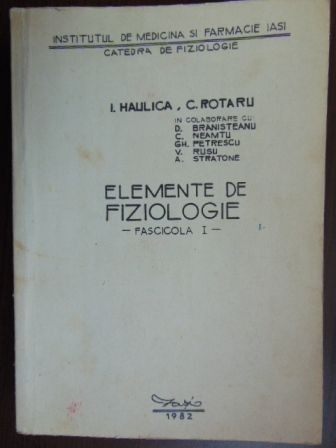 INSTITUTUL DE MEDICINA SI FARMACIE IASI
CATEDRA DE FIZIOLOGIE
I. HAULICA, C. ROTARU
IN COLABORARE CU:
D. BRANISTEANU
C. NEAMTU
GH. PETRESCU
V. RUSU
A. STRATONE
ELEMENTE DE
FIZIOLOGIE
— FASCICOLA I —
Iași
1982